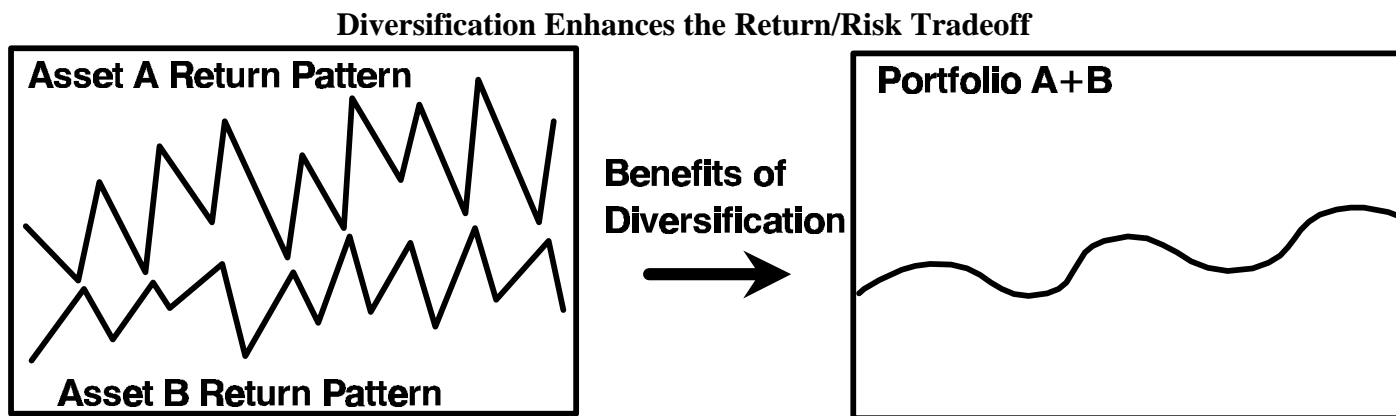 Diversification Enhances the Return/Risk Tradeoff
Asset A Return Pattern
Asset B Return Pattern
Benefits of
Diversification
Portfolio A+B